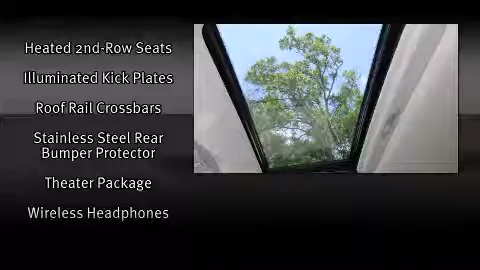 Heated 2nd-Row Seats
Illuminated Kick Plates
Roof Rail Crossbars
Stainless Steel Rear
Bumper Protector
Theater Package
Wireless Headphones